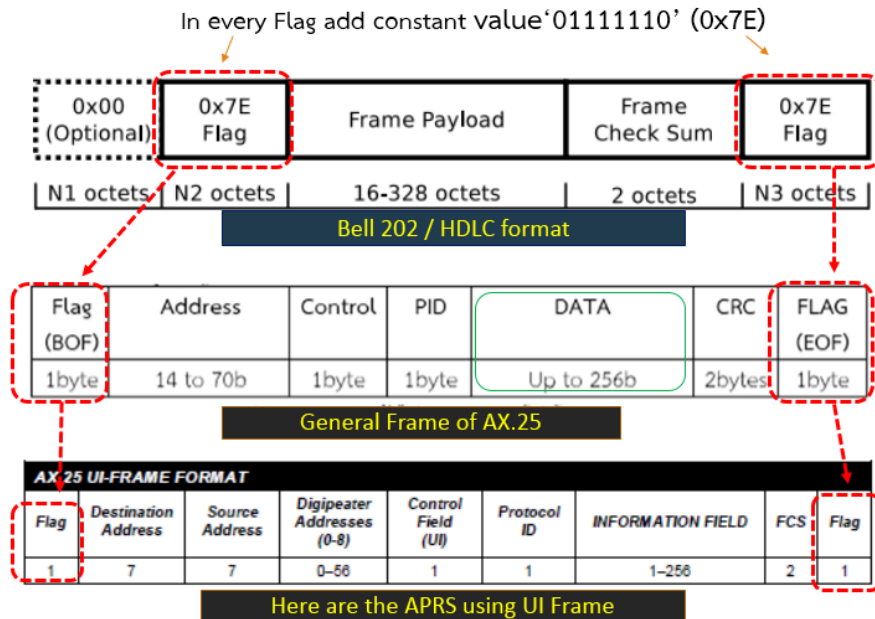 In every Flag add constant value‘01111110’ (0x7E)
0x00 (Optional) 0x7E Flag Frame Payload Frame Check Sum 0x7E Flag
N1 octets N2 octets 16-328 octets 2 octets N3 octets
Bell 202 / HDLC format
Flag (BOF) Address Control PID DATA CRC FLAG (EOF)
1byte 14 to 70b 1byte 1byte Up to 256b 2bytes 1byte
General Frame of AX.25
AX.25 UI-FRAME FORMAT
Flag Destination Address Source Address Digipeater Addresses (0-8) Control Field (UI) Protocol ID INFORMATION FIELD FCS Flag
1 7 7 0–56 1 1 1–256 2 1
Here are the APRS using UI Frame